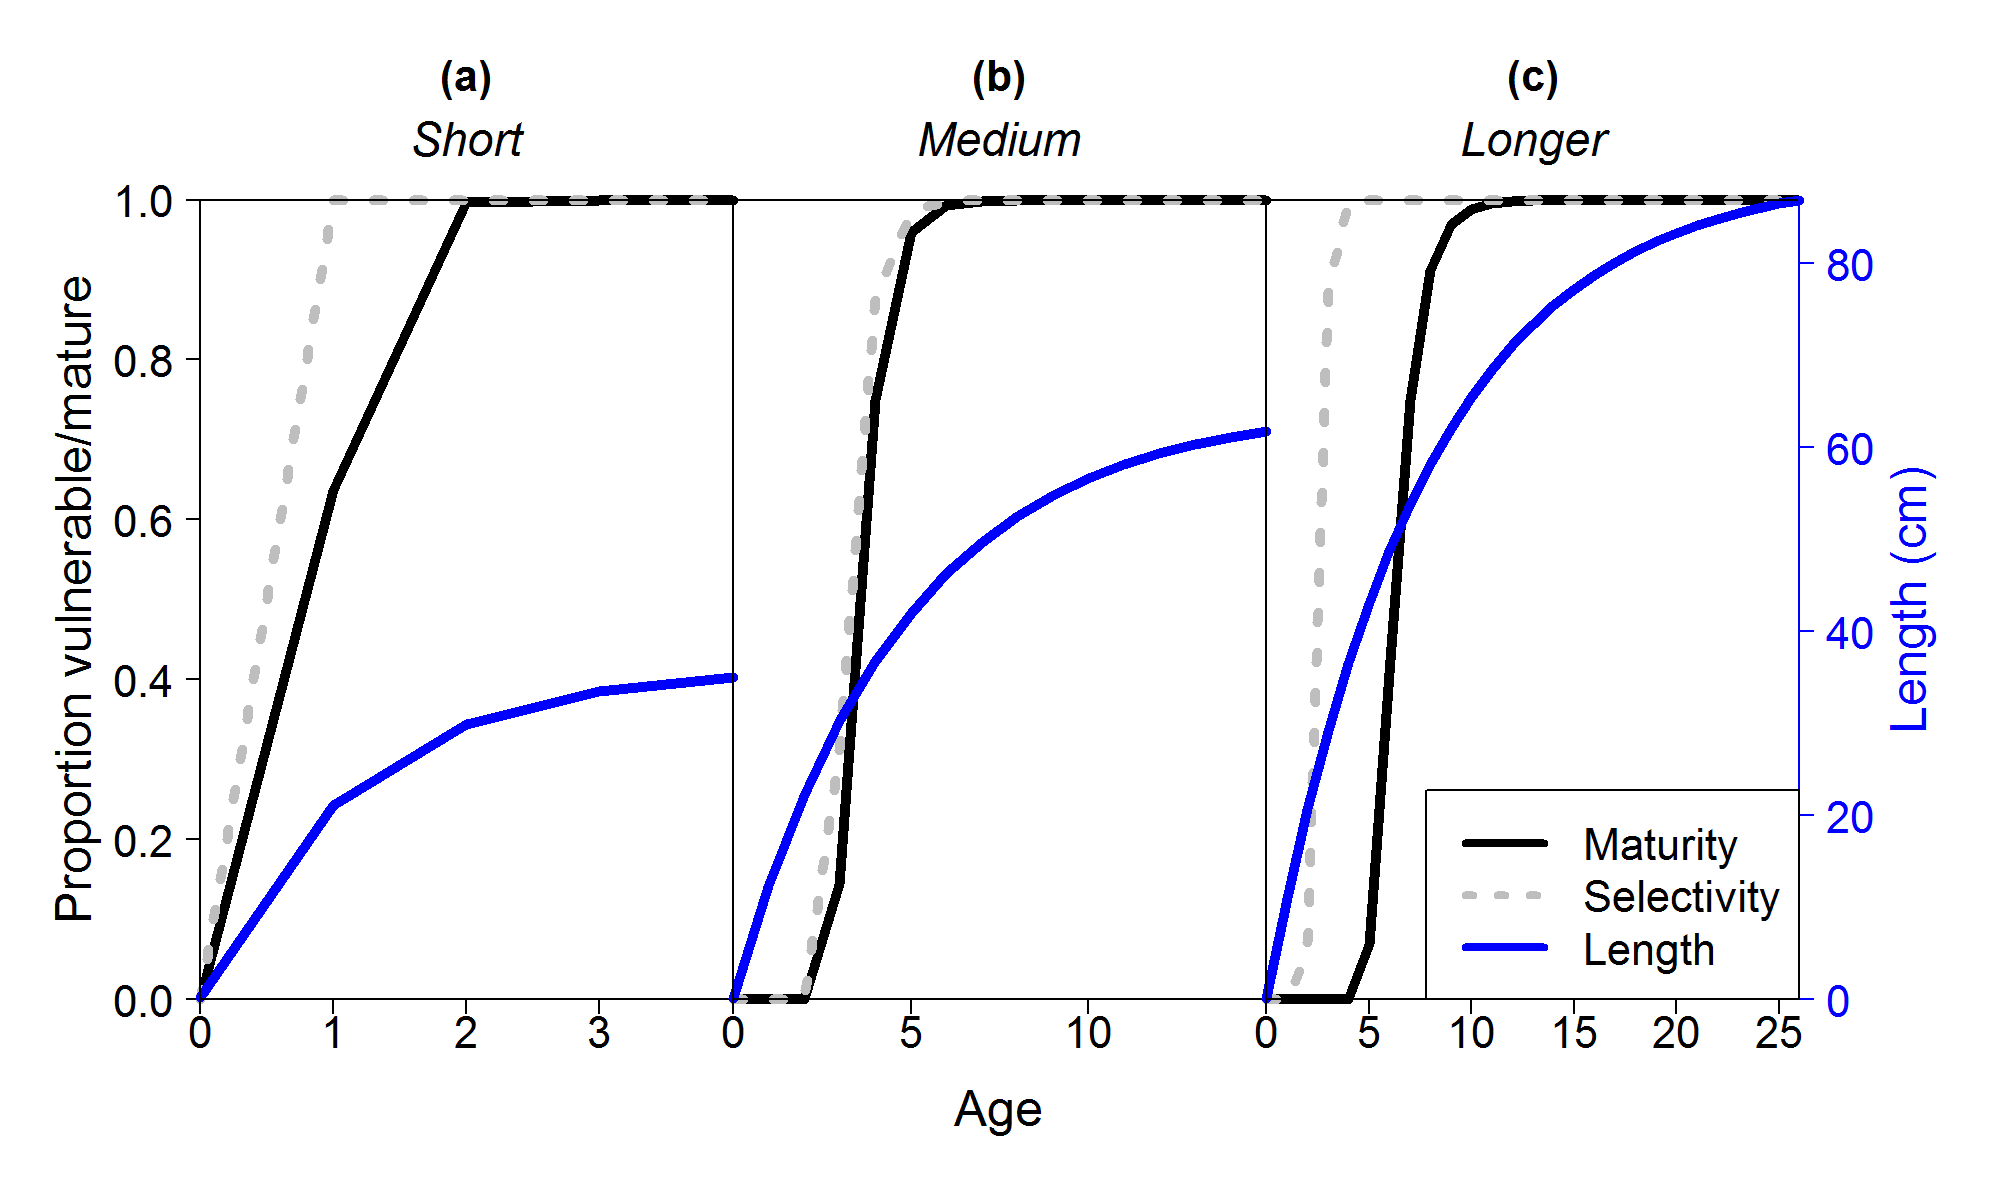 (a) (b) (c)
Short Medium Longer
Proportion vulnerable/mature
1.0
0.8
0.6
0.4
0.2
0.0
0 1 2 3 0 5 10 0 5 10 15 20 25
Age
80
60
40
20
0
Length (cm)
Maturity
Selectivity
Length